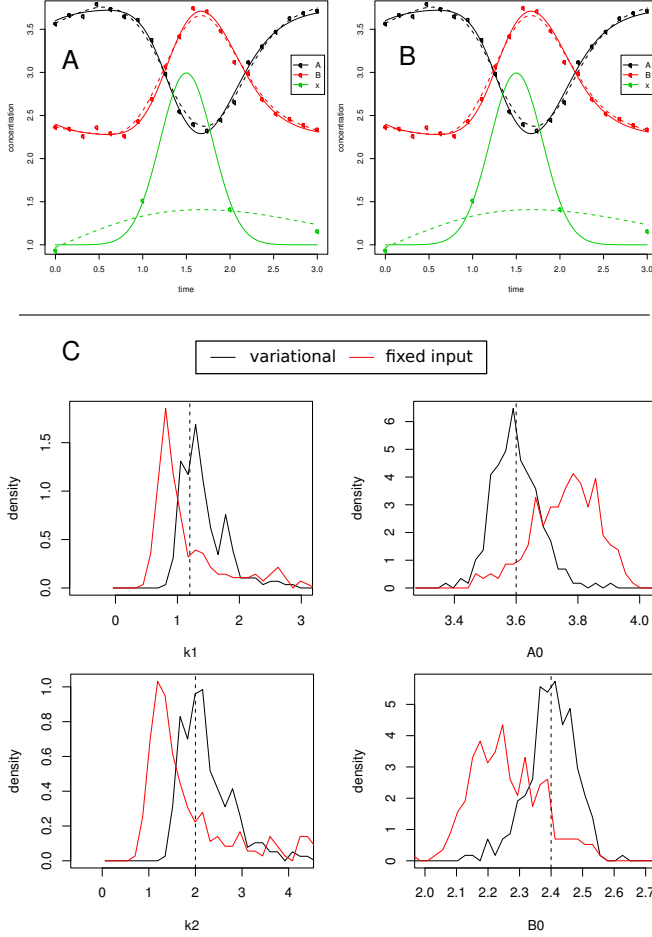 A
B
A
B
x
A
B
x
concentration
concentration
3.5
3.0
2.5
2.0
1.5
1.0
3.5
3.0
2.5
2.0
1.5
1.0
0.0 0.5 1.0 1.5 2.0 2.5 3.0
0.0 0.5 1.0 1.5 2.0 2.5 3.0
time
time
C
variational fixed input
density
1.5
1.0
0.5
0.0
0 1 2 3
k1
density
6
5
4
3
2
1
0
3.4 3.6 3.8 4.0
A0
density
1.0
0.8
0.6
0.4
0.2
0.0
0 1 2 3 4
k2
density
5
4
3
2
1
0
2.0 2.1 2.2 2.3 2.4 2.5 2.6 2.7
B0